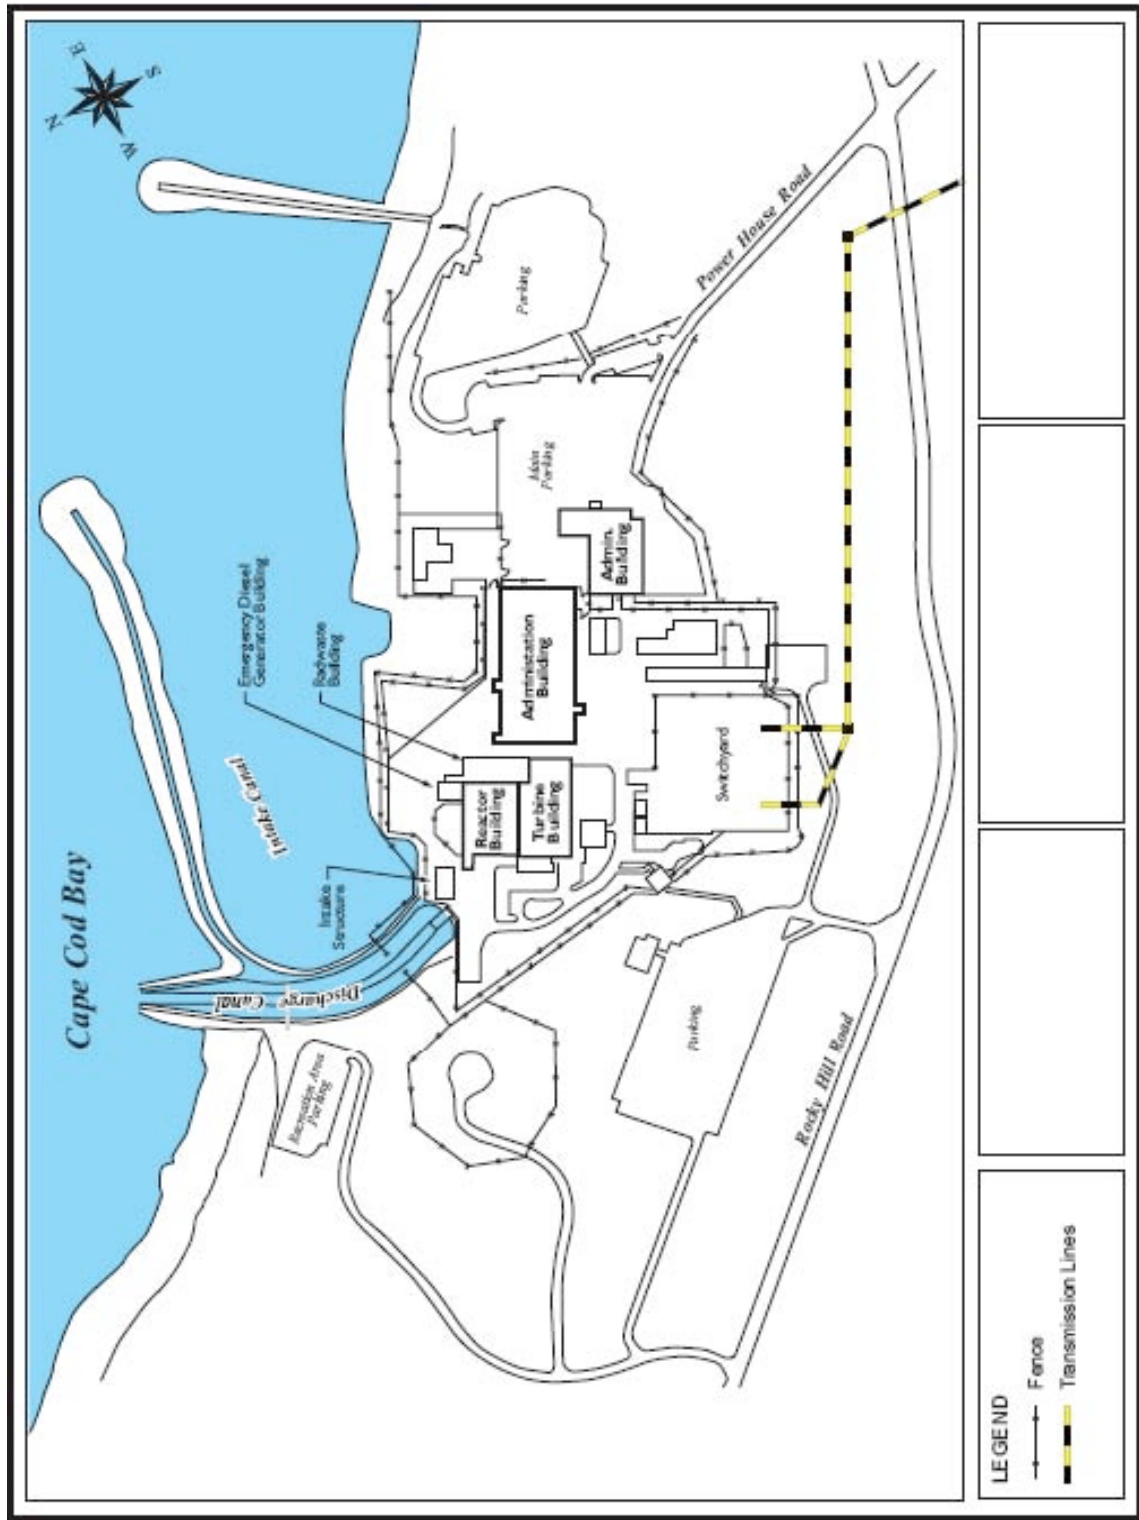 Cape Cod Bay
N
E
S
W
Intake Canal
Discharge
Canal
Intake
Structure
Emergency Diesel
Generator Building
Radwaste
Building
Recreation Area
Parking
Reactor
Building
Turbine
Building
Administation
Building
Admin.
Building
Main
Parking
Parking
Switchyard
Parking
Power House Road
Rocky Hill Road
LEGEND
Fence
Transmission Lines